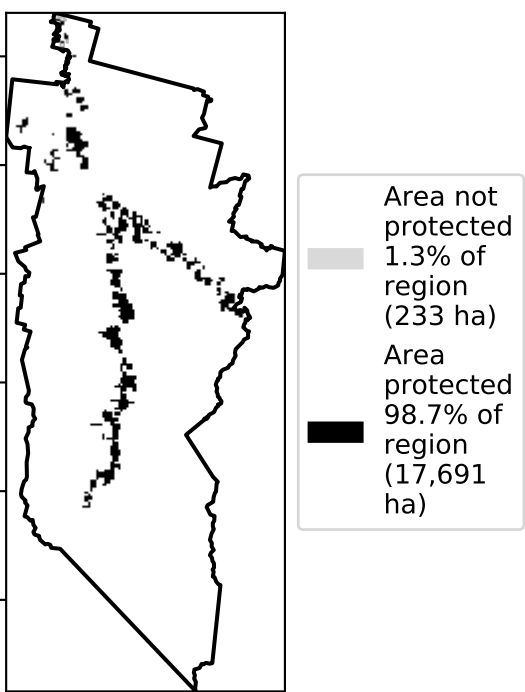 Area not
protected
1.3% of
region
(233 ha)
Area
protected
98.7% of
region
(17,691
ha)